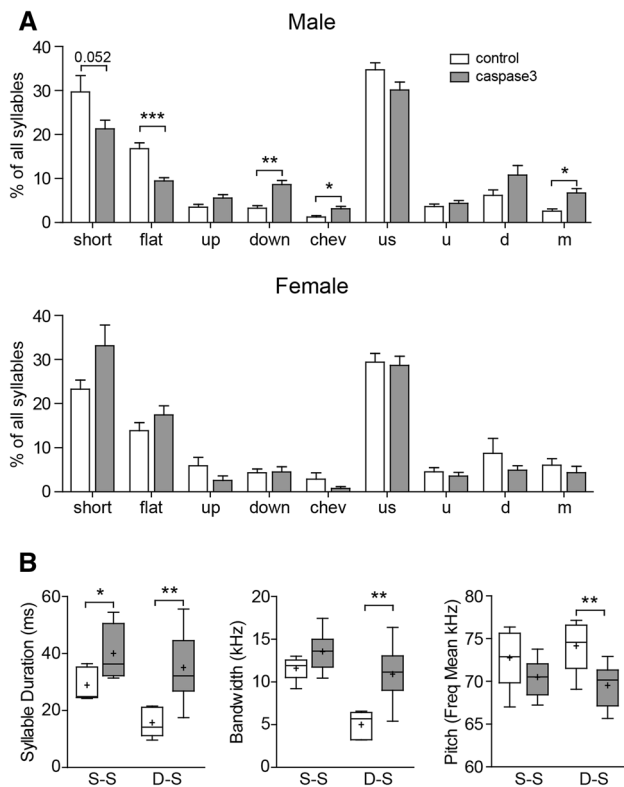 A
Male
control
caspase3
% of all syllables
40
30
20
10
0
0.052
***
**
*
*
short flat up down chev us u d m
Female
% of all syllables
40
30
20
10
0
short flat up down chev us u d m
B
Syllable Duration (ms)
60
40
20
0
*
**
S-S D-S
Bandwidth (kHz)
20
15
10
5
0
**
S-S D-S
Pitch (Freq Mean kHz)
80
75
70
65
**
S-S D-S